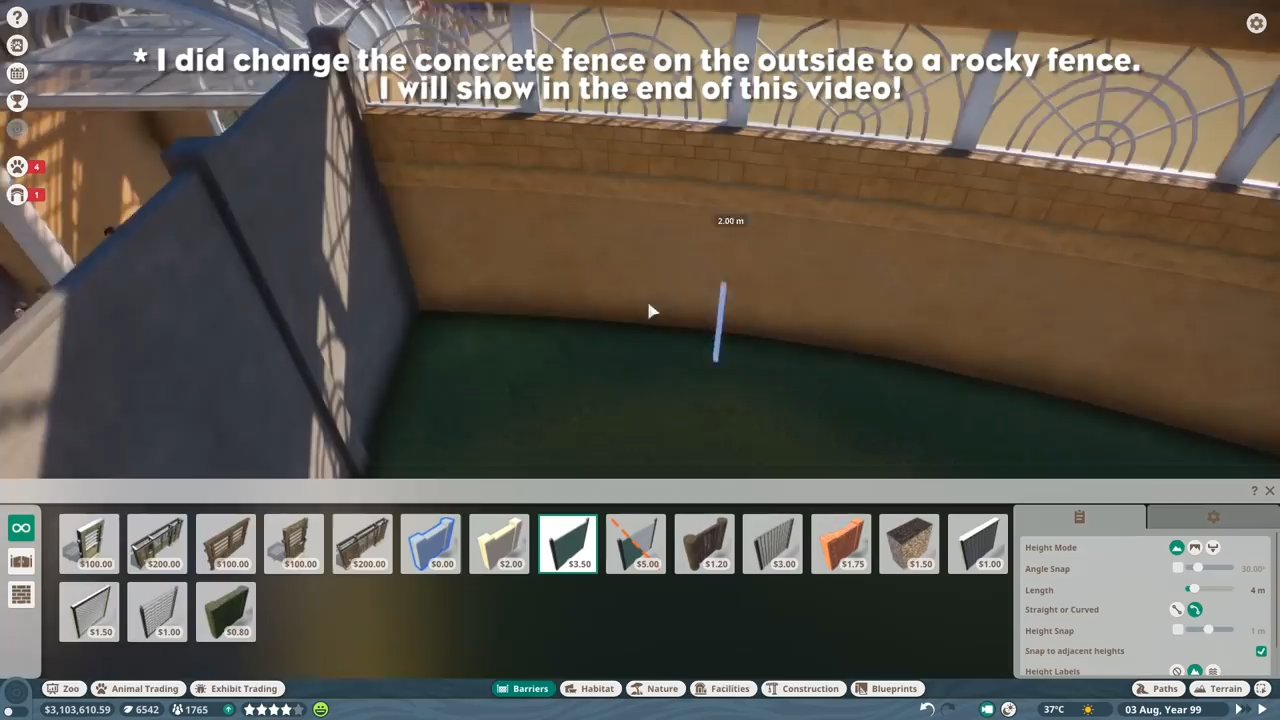 * I did change the concrete fence on the outside to a rocky fence.
I will show in the end of this video!
?
4
1
2.00 m
? ×
$100.00 $200.00 $100.00 $100.00 $200.00 $0.00 $2.00 $3.50 $5.00 $1.20 $3.00 $1.75 $1.50 $1.00
$1.50 $1.00 $0.80
Height Mode
Angle Snap 30.00°
Length 4 m
Straight or Curved
Height Snap 1 m
Snap to adjacent heights
Height Labels
Zoo Animal Trading Exhibit Trading Barriers Habitat Nature Facilities Construction Blueprints Paths Terrain
$3,103,610.59 6542 1765 37°C 03 Aug, Year 99